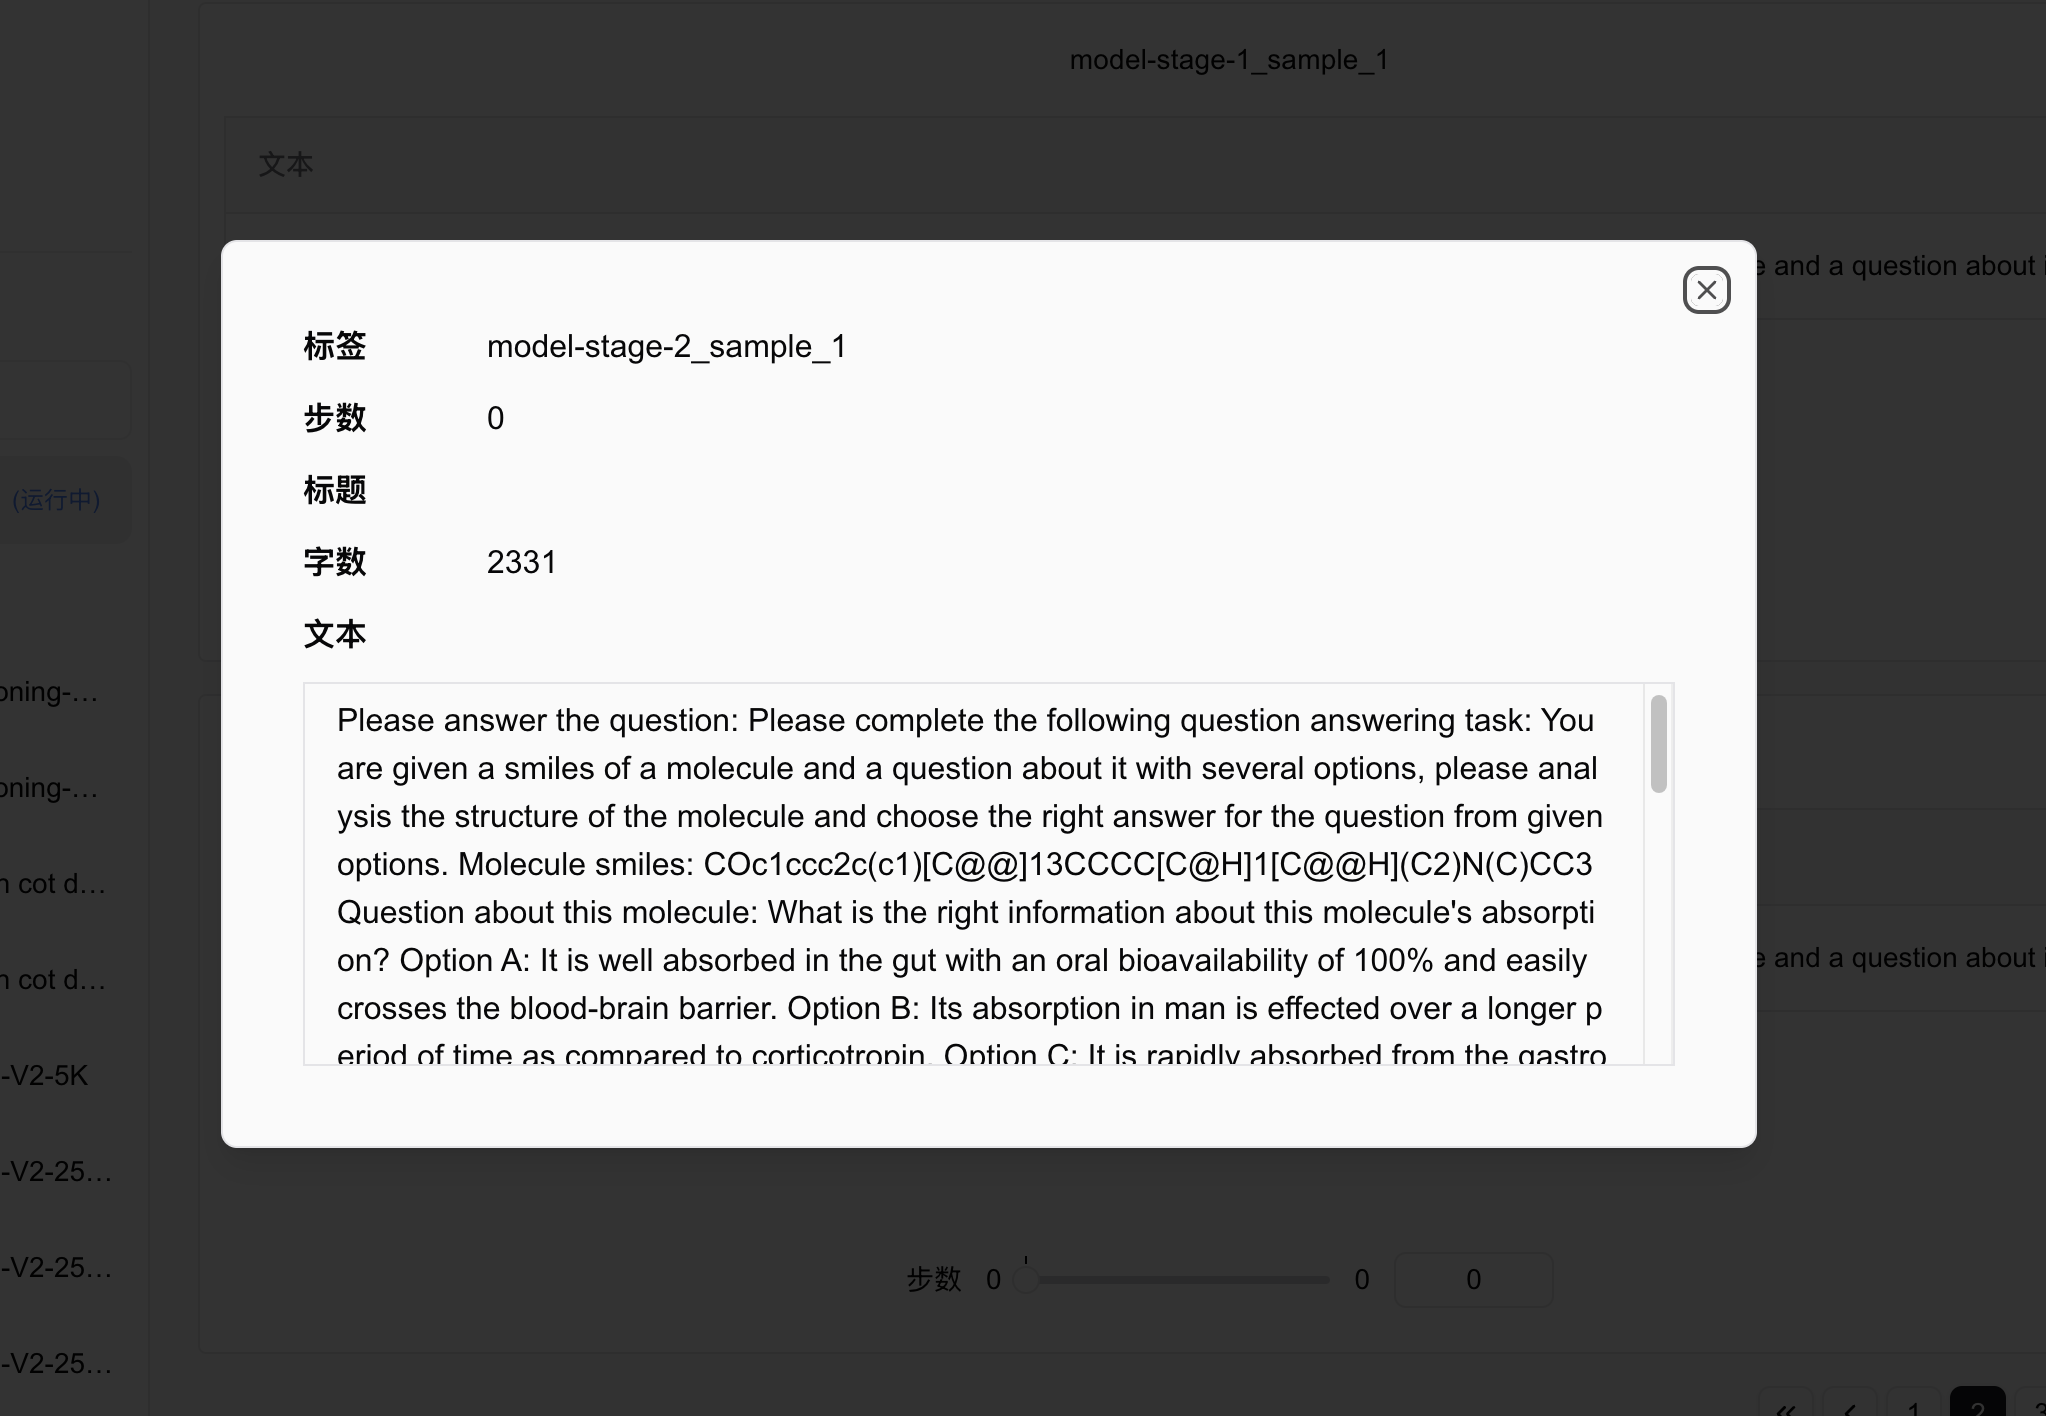 model-stage-1_sample_1
文本
e and a question about i
标签 model-stage-2_sample_1
步数 0
标题
字数 2331
文本
Please answer the question: Please complete the following question answering task: You
are given a smiles of a molecule and a question about it with several options, please anal
ysis the structure of the molecule and choose the right answer for the question from given
options. Molecule smiles: COc1ccc2c(c1)[C@@]13CCCC[C@H]1[C@@H](C2)N(C)CC3
Question about this molecule: What is the right information about this molecule's absorpti
on? Option A: It is well absorbed in the gut with an oral bioavailability of 100% and easily
crosses the blood-brain barrier. Option B: Its absorption in man is effected over a longer p
eriod of time as compared to corticotropin. Option C: It is rapidly absorbed from the gastro
(运行中)
oning-...
oning-...
n cot d...
n cot d...
-V2-5K
-V2-25...
-V2-25...
-V2-25...
e and a question about i
步数 0 0 0
« ‹ 1 2 3